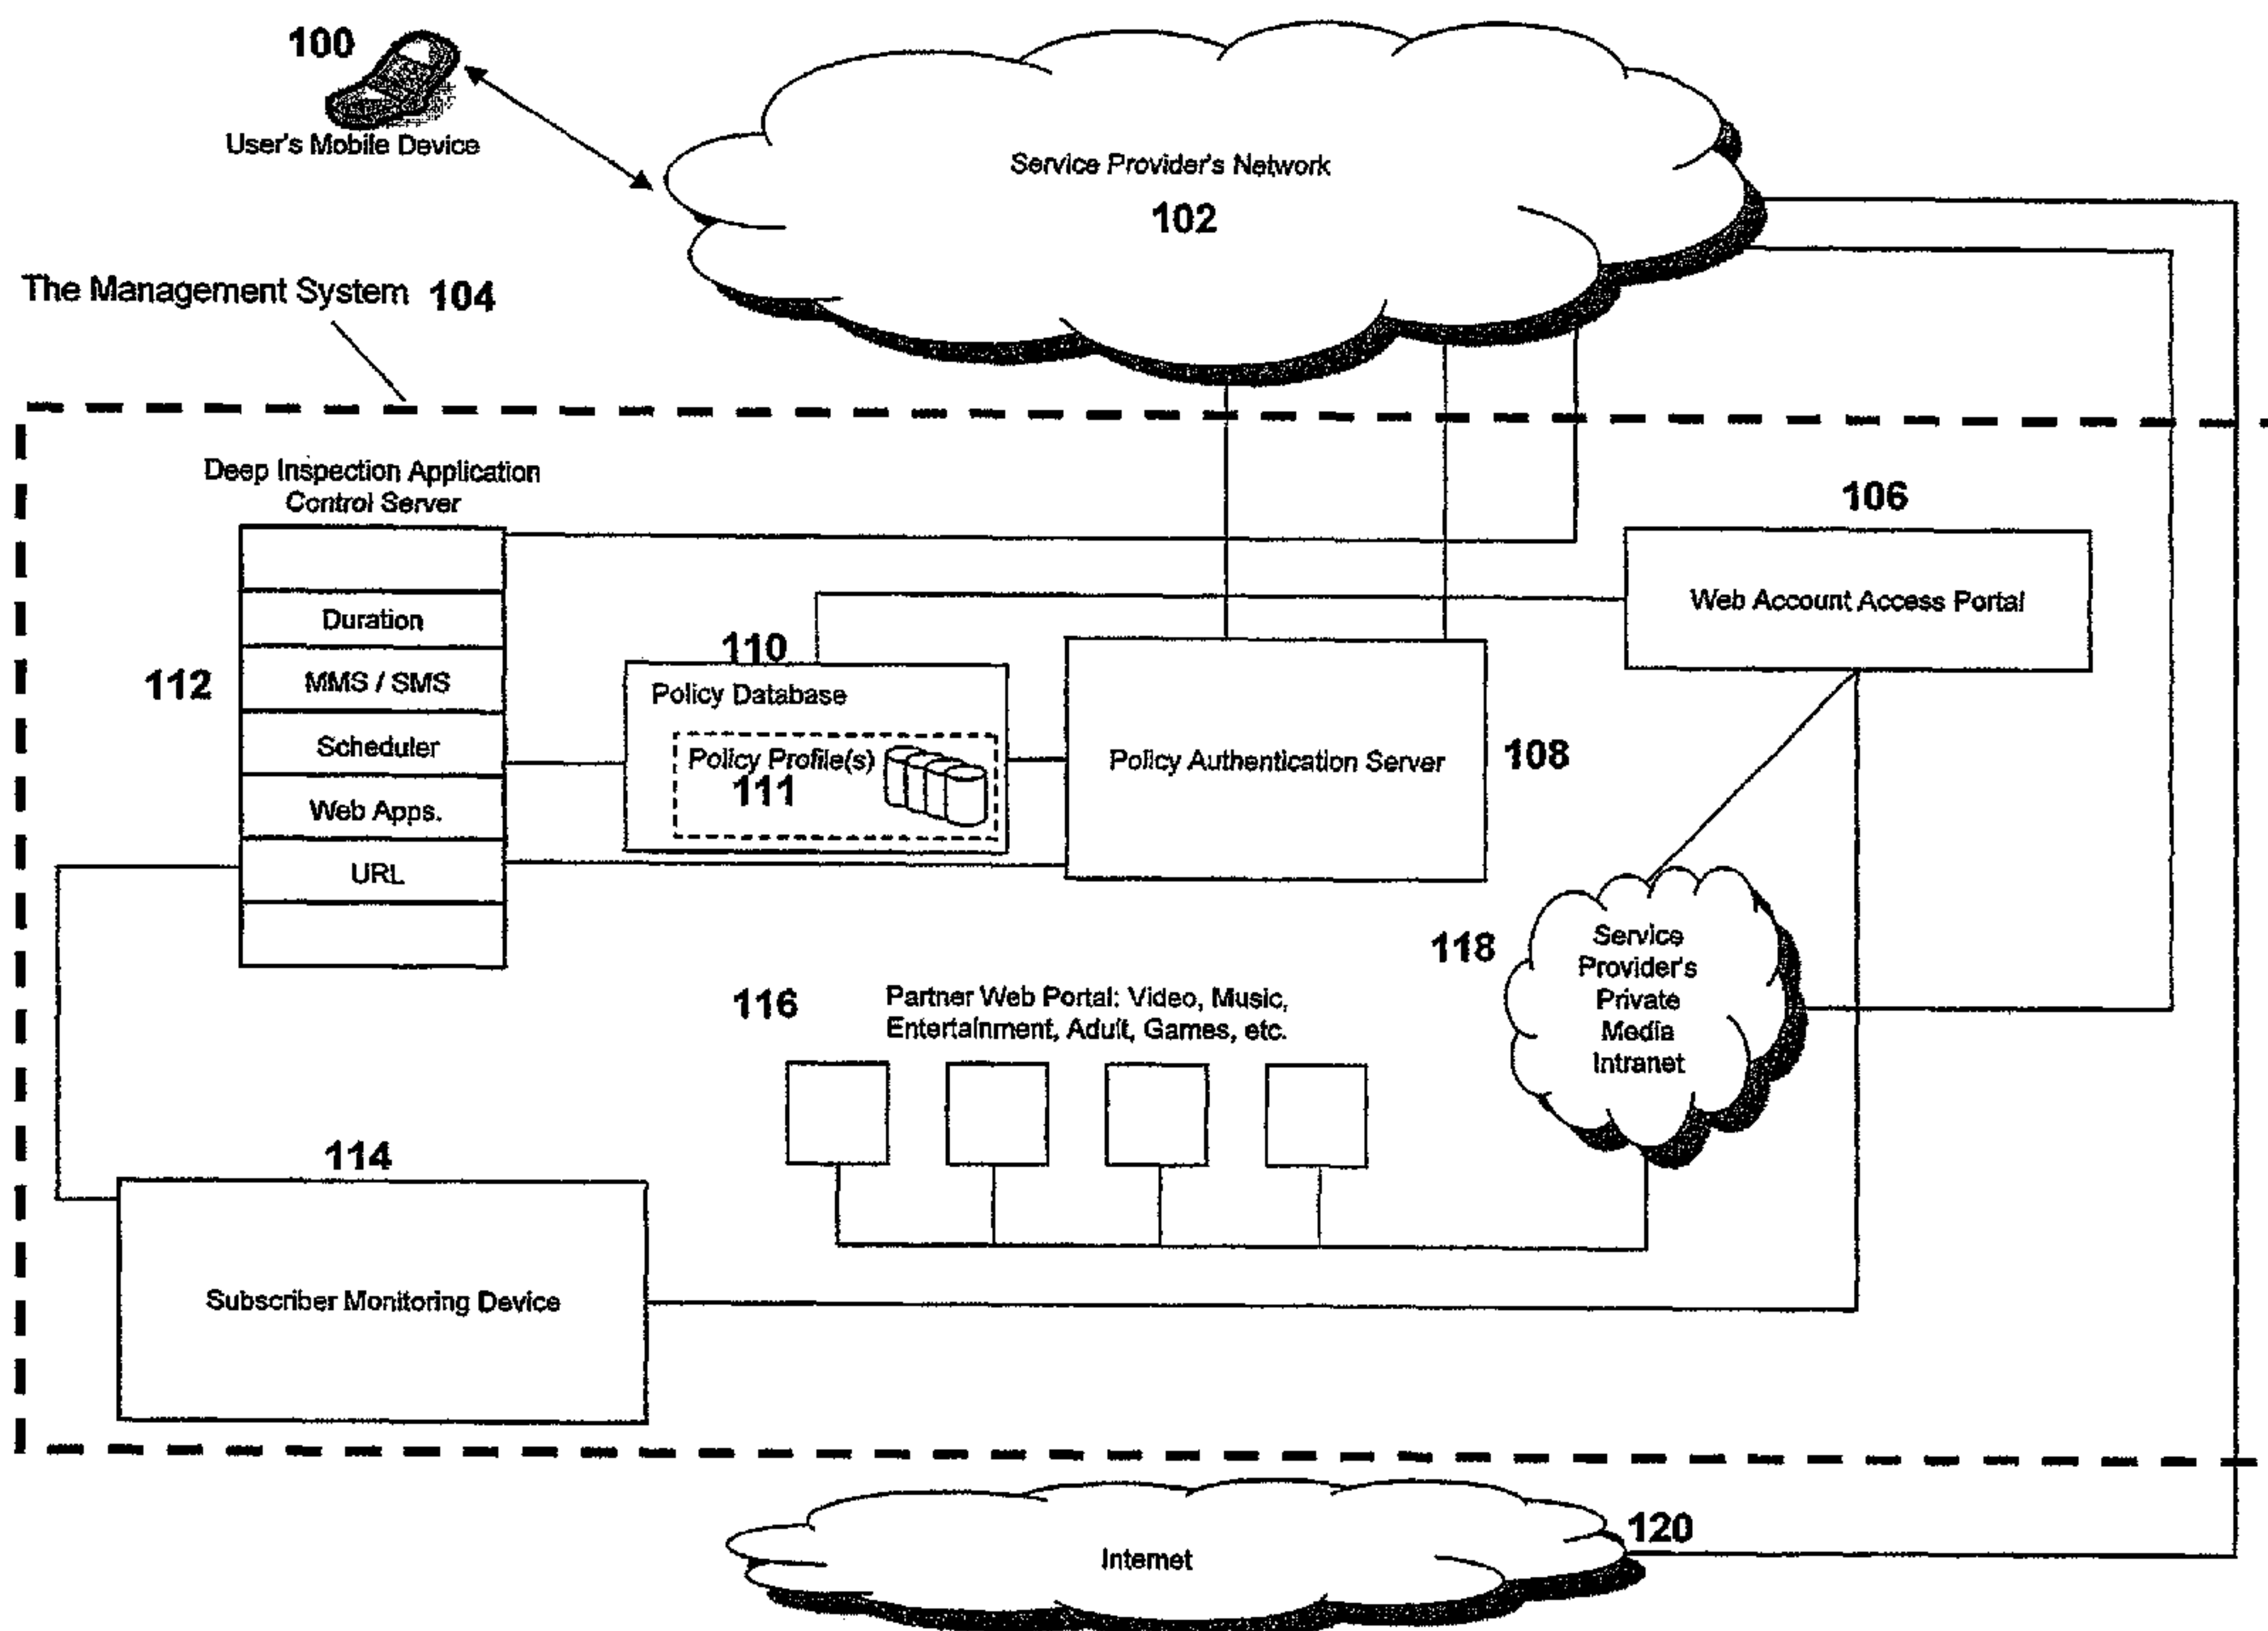 100
User's Mobile Device
Service Provider's Network
102
The Management System 104
Deep Inspection Application
Control Server
112
Duration
MMS / SMS
Scheduler
Web Apps.
URL
110
Policy Database
Policy Profile(s)
111
Policy Authentication Server
108
106
Web Account Access Portal
118
Service
Provider's
Private
Media
Intranet
116
Partner Web Portal: Video, Music,
Entertainment, Adult, Games, etc.
114
Subscriber Monitoring Device
120
Internet